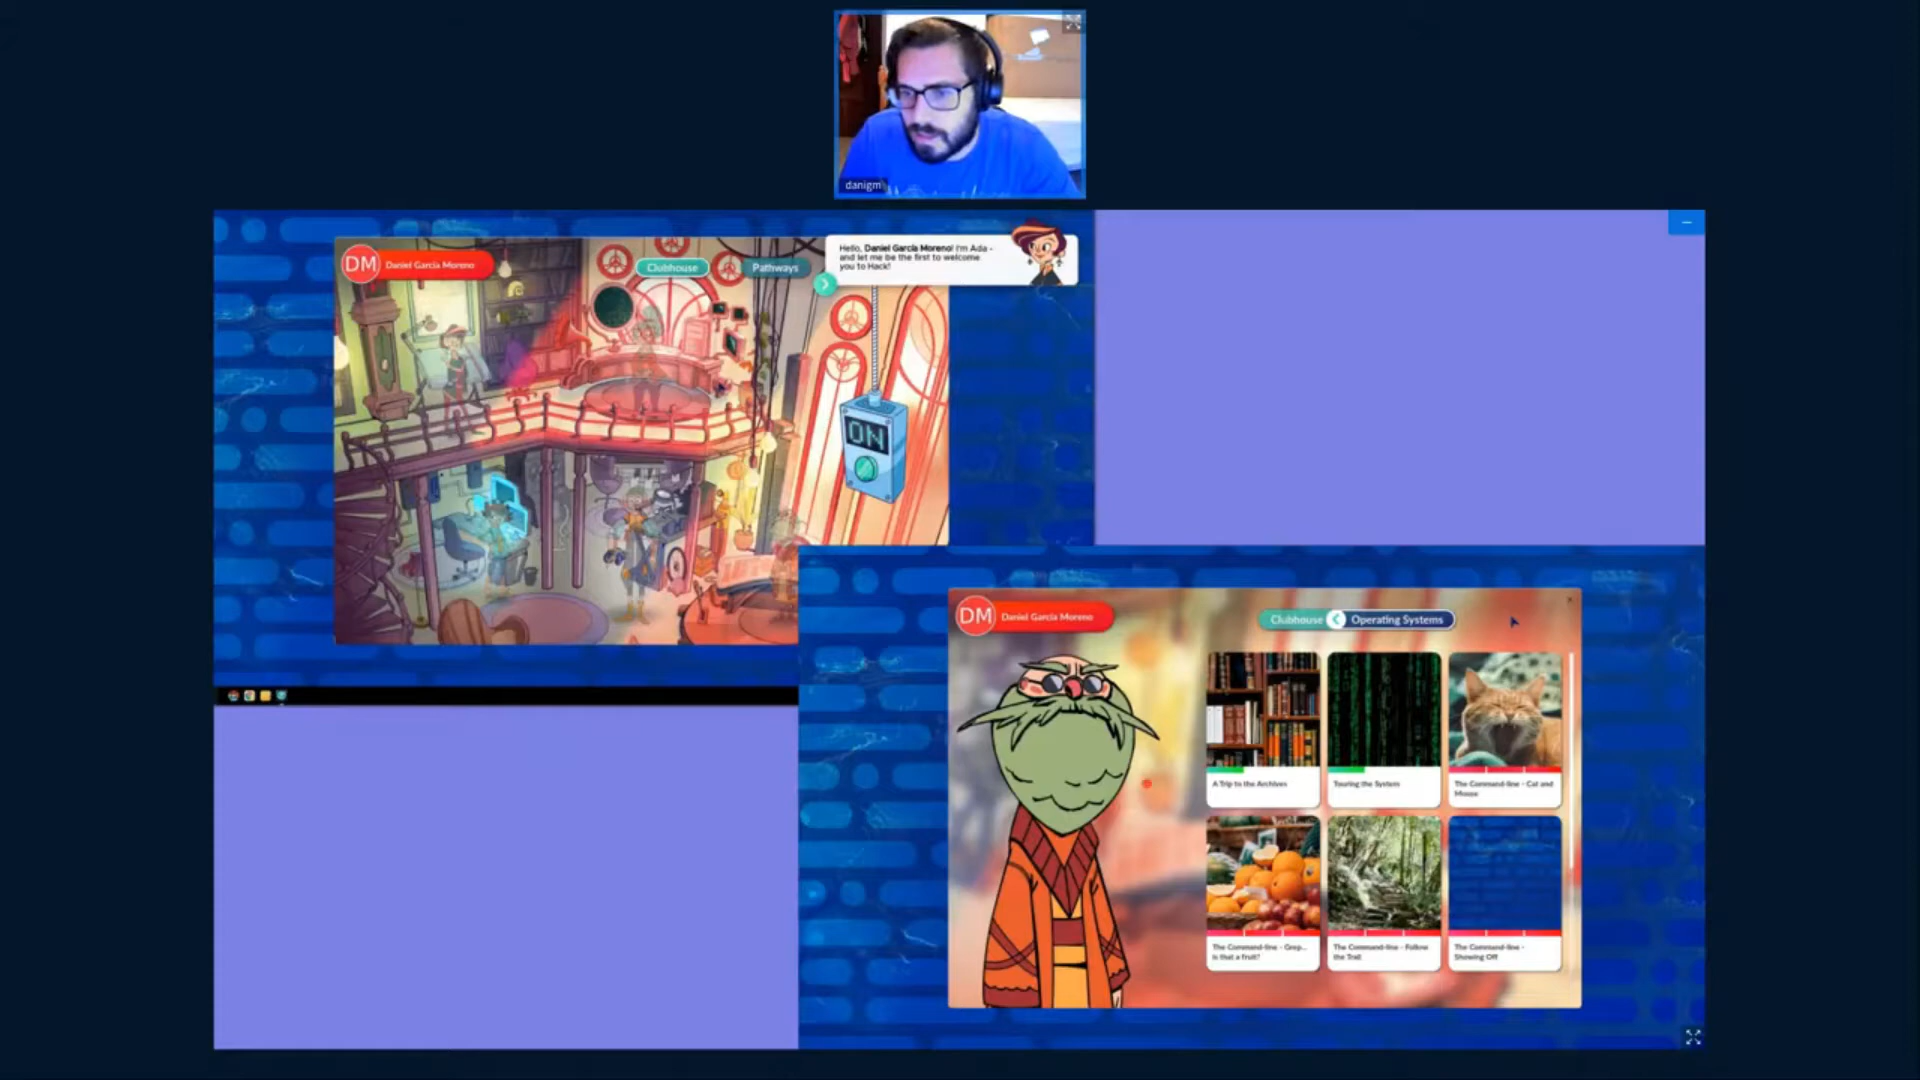 danigm
DM
Daniel García Moreno
Clubhouse
Pathways
Hello, Daniel García Moreno! I'm Ada -
and let me be the first to welcome
you to Hack!
ON
DM
Daniel García Moreno
Clubhouse
Operating Systems
A Trip to the Archives
Touring the System
The Command-line - Cat and
Mouse
The Command-line - Grep...
is that a fruit?
The Command-line - Follow
the Trail
The Command-line -
Showing Off